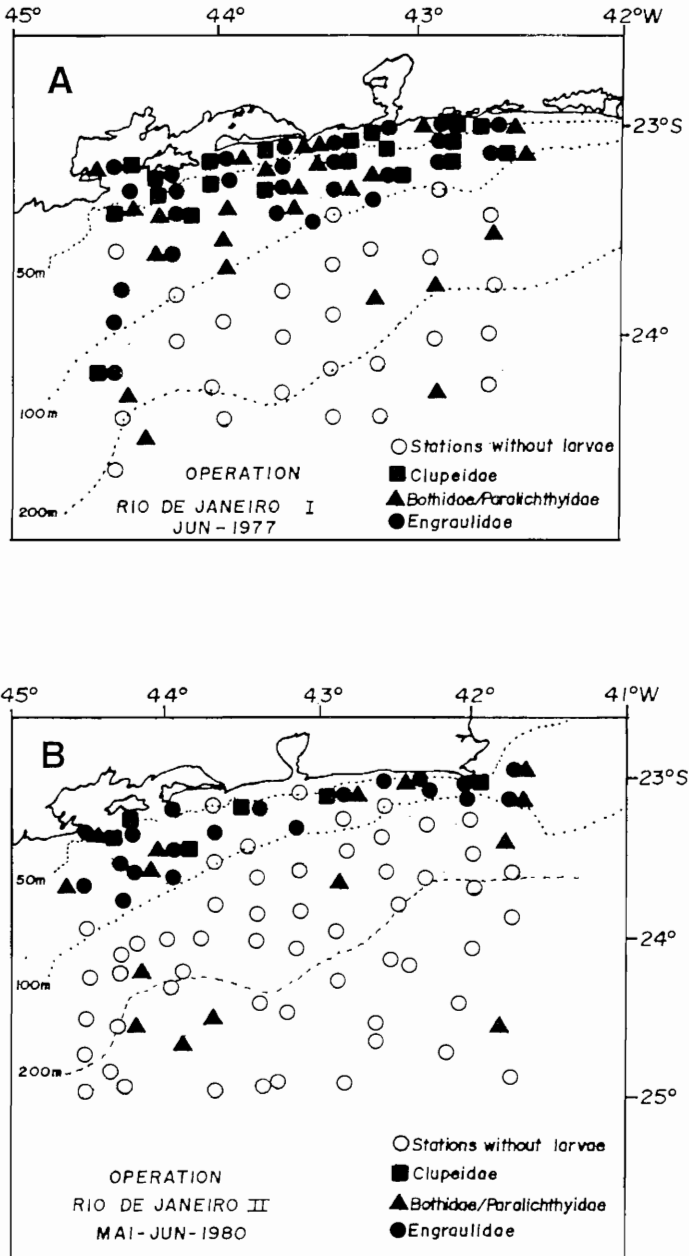 45° 44° 43° 42°W
A
23°S
50m
24°
100m
○ Stations without larvae
OPERATION ■ Clupeidae
200m RIO DE JANEIRO I ▲ Bothidae/Paralichthyidae
JUN-1977 ● Engraulidae
45° 44° 43° 42° 41°W
B
23°S
50m
24°
100m
200m
25°
○ Stations without larvae
OPERATION ■ Clupeidae
RIO DE JANEIRO II ▲ Bothidae/Paralichthyidae
MAI-JUN-1980 ● Engraulidae